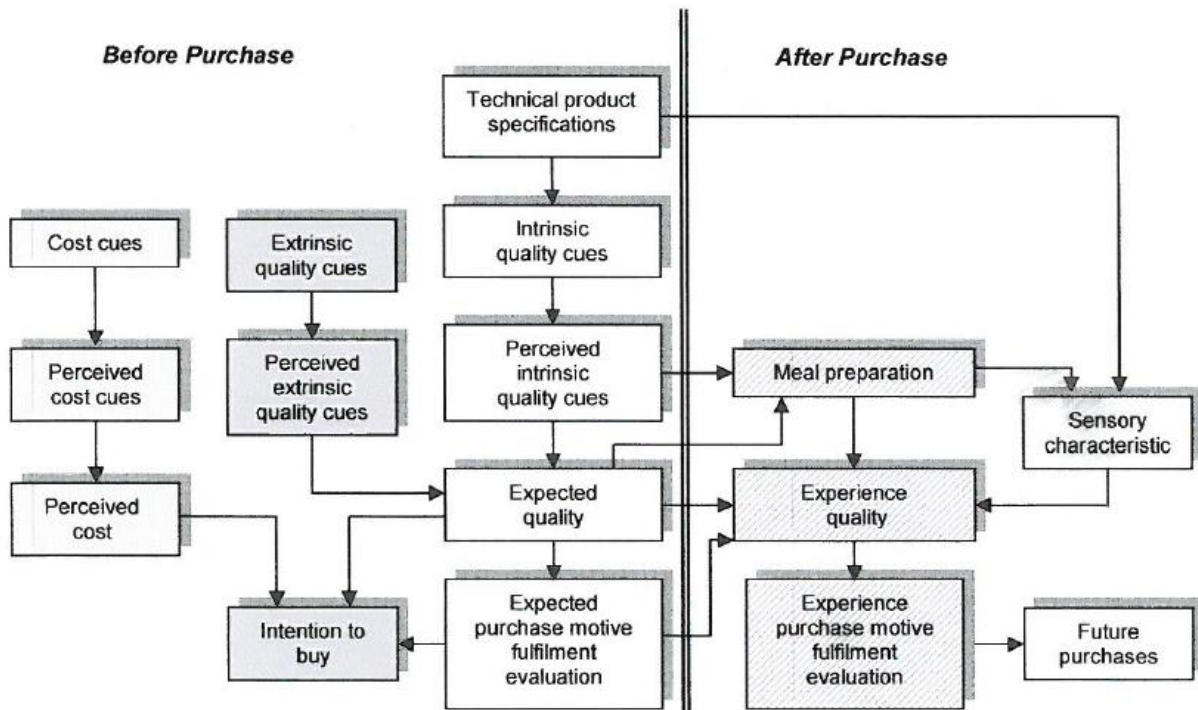 Before Purchase
After Purchase
Technical product
specifications
Cost cues
Extrinsic
quality cues
Intrinsic
quality cues
Perceived
cost cues
Perceived
extrinsic
quality cues
Perceived
intrinsic
quality cues
Meal preparation
Sensory
characteristic
Perceived
cost
Expected
quality
Experience
quality
Intention to
buy
Expected
purchase motive
fulfilment
evaluation
Experience
purchase motive
fulfilment
evaluation
Future
purchases